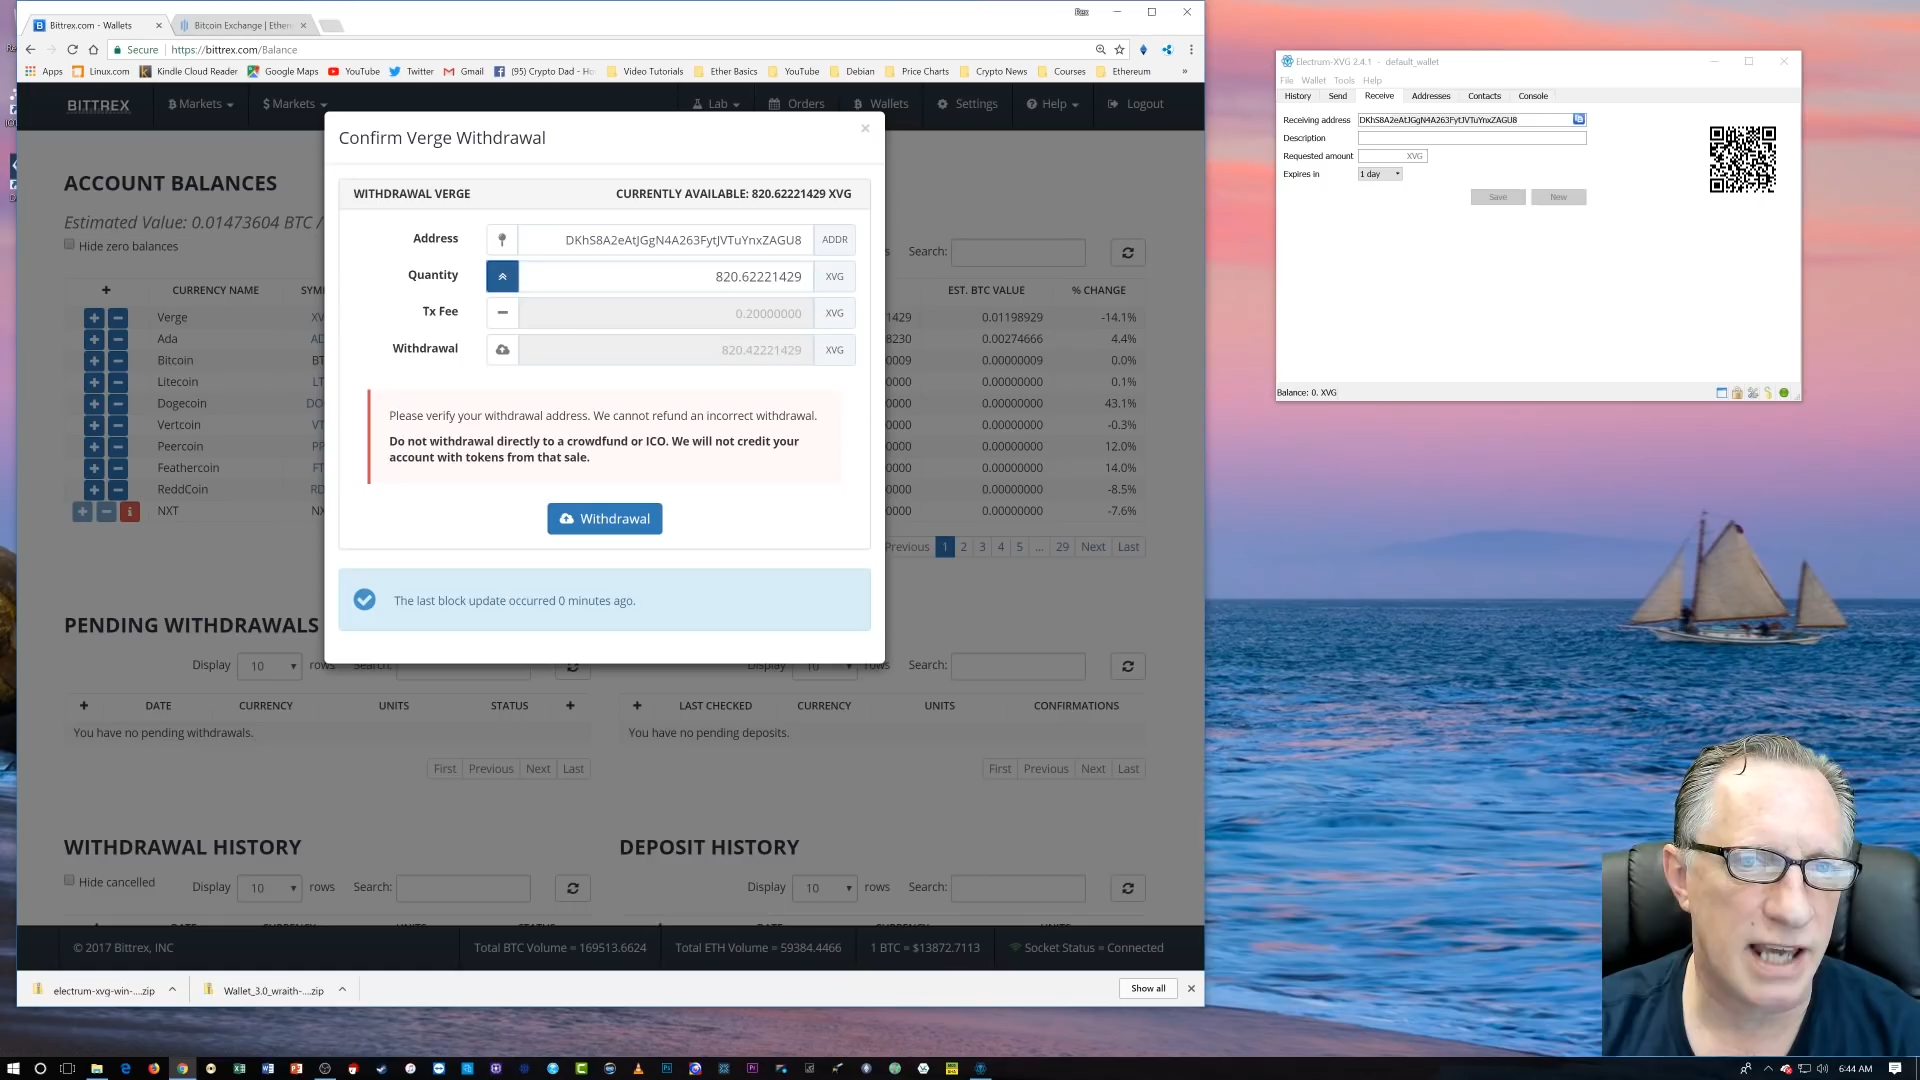 Bittrex.com - Wallets
Bitcoin Exchange | Ether
Rex
Secure https://bittrex.com/Balance
Apps Linux.com Kindle Cloud Reader Google Maps YouTube Twitter Gmail (95) Crypto Dad - Ho Video Tutorials Ether Basics YouTube Debian Price Charts Crypto News Courses Ethereum »
BITTREX B Markets $ Markets Lab Orders Wallets Settings Help Logout
Confirm Verge Withdrawal ×
WITHDRAWAL VERGE CURRENTLY AVAILABLE: 820.62221429 XVG
Address DKhS8A2eAtJGgN4A263FytJVTuYnxZAGU8 ADDR
Quantity 820.62221429 XVG
Tx Fee 0.20000000 XVG
Withdrawal 820.42221429 XVG
Please verify your withdrawal address. We cannot refund an incorrect withdrawal.
Do not withdrawal directly to a crowdfund or ICO. We will not credit your
account with tokens from that sale.
Withdrawal
The last block update occurred 0 minutes ago.
ACCOUNT BALANCES
Estimated Value: 0.01473604 BTC /
Hide zero balances Search:
+ CURRENCY NAME SYM EST. BTC VALUE % CHANGE
Verge XV 1429 0.01198929 -14.1%
Ada AD 8230 0.00274666 4.4%
Bitcoin BT 0009 0.00000009 0.0%
Litecoin LT 0000 0.00000000 0.1%
Dogecoin DO 0000 0.00000000 43.1%
Vertcoin VT 0000 0.00000000 -0.3%
Peercoin PP 0000 0.00000000 12.0%
Feathercoin FT 0000 0.00000000 14.0%
ReddCoin RD 0000 0.00000000 -8.5%
NXT NX 0000 0.00000000 -7.6%
Previous 1 2 3 4 5 ... 29 Next Last
PENDING WITHDRAWALS
Display 10 rows Search:
Display 10 rows Search:
+ DATE CURRENCY UNITS STATUS +
You have no pending withdrawals.
First Previous Next Last
+ LAST CHECKED CURRENCY UNITS CONFIRMATIONS
You have no pending deposits.
First Previous Next Last
WITHDRAWAL HISTORY
Hide cancelled Display 10 rows Search:
DEPOSIT HISTORY
Display 10 rows Search:
© 2017 Bittrex, INC Total BTC Volume = 169513.6624 Total ETH Volume = 59384.4466 1 BTC = $13872.7113 Socket Status = Connected
electrum-xvg-win-....zip Wallet_3.0_wraith-....zip Show all
Electrum-XVG 2.4.1 - default_wallet
File Wallet Tools Help
History Send Receive Addresses Contacts Console
Receiving address DKhS8A2eAtJGgN4A263FytJVTuYnxZAGU8
Description
Requested amount XVG
Expires in 1 day
Save New
Balance: 0. XVG
6:44 AM